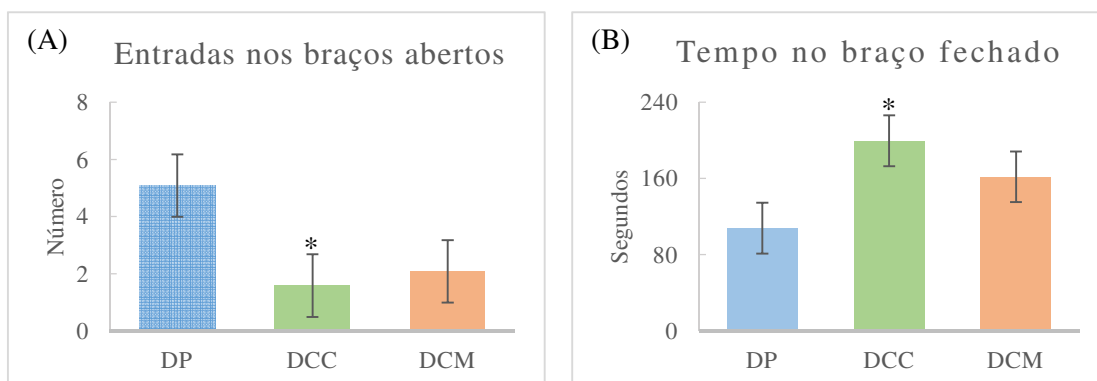 (A)
Entradas nos braços abertos
8
6
4
2
0
Número
*
DP DCC DCM
(B)
Tempo no braço fechado
240
160
80
0
Segundos
*
DP DCC DCM